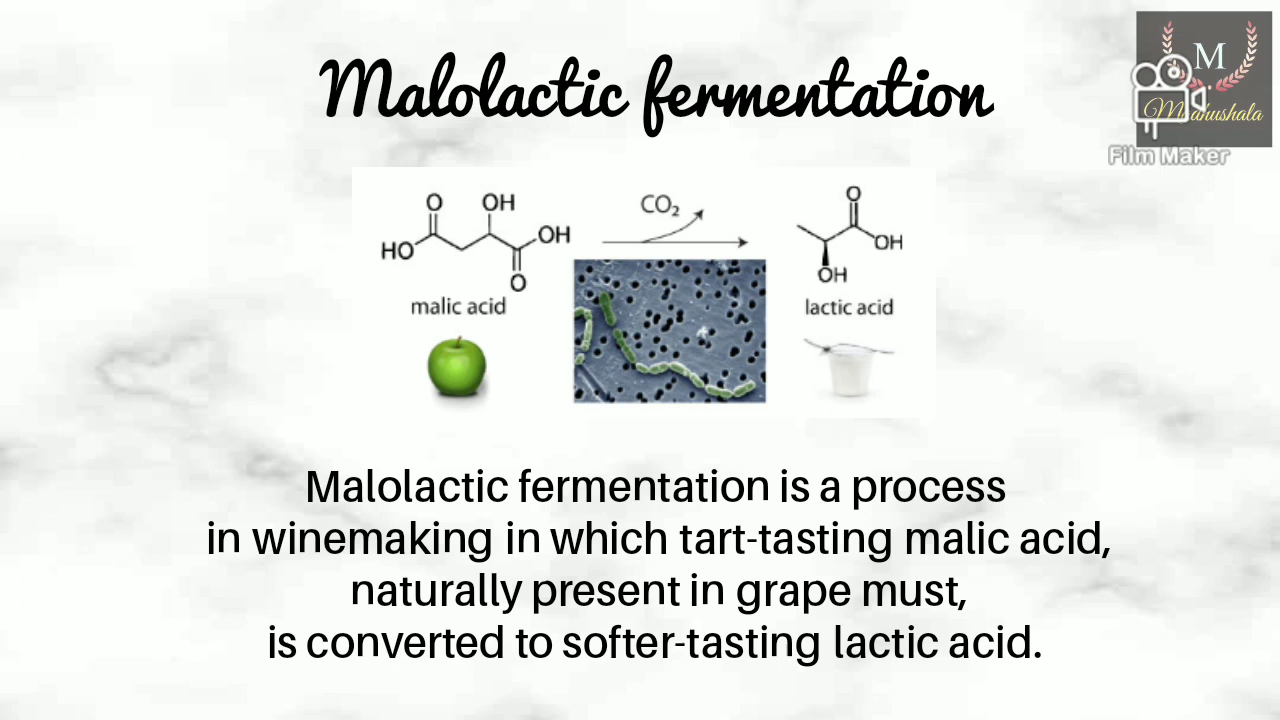 Malolactic fermentation
M
Madhushala
Film Maker
O
OH
HO
OH
O
malic acid
CO₂
O
OH
OH
lactic acid
Malolactic fermentation is a process
in winemaking in which tart-tasting malic acid,
naturally present in grape must,
is converted to softer-tasting lactic acid.